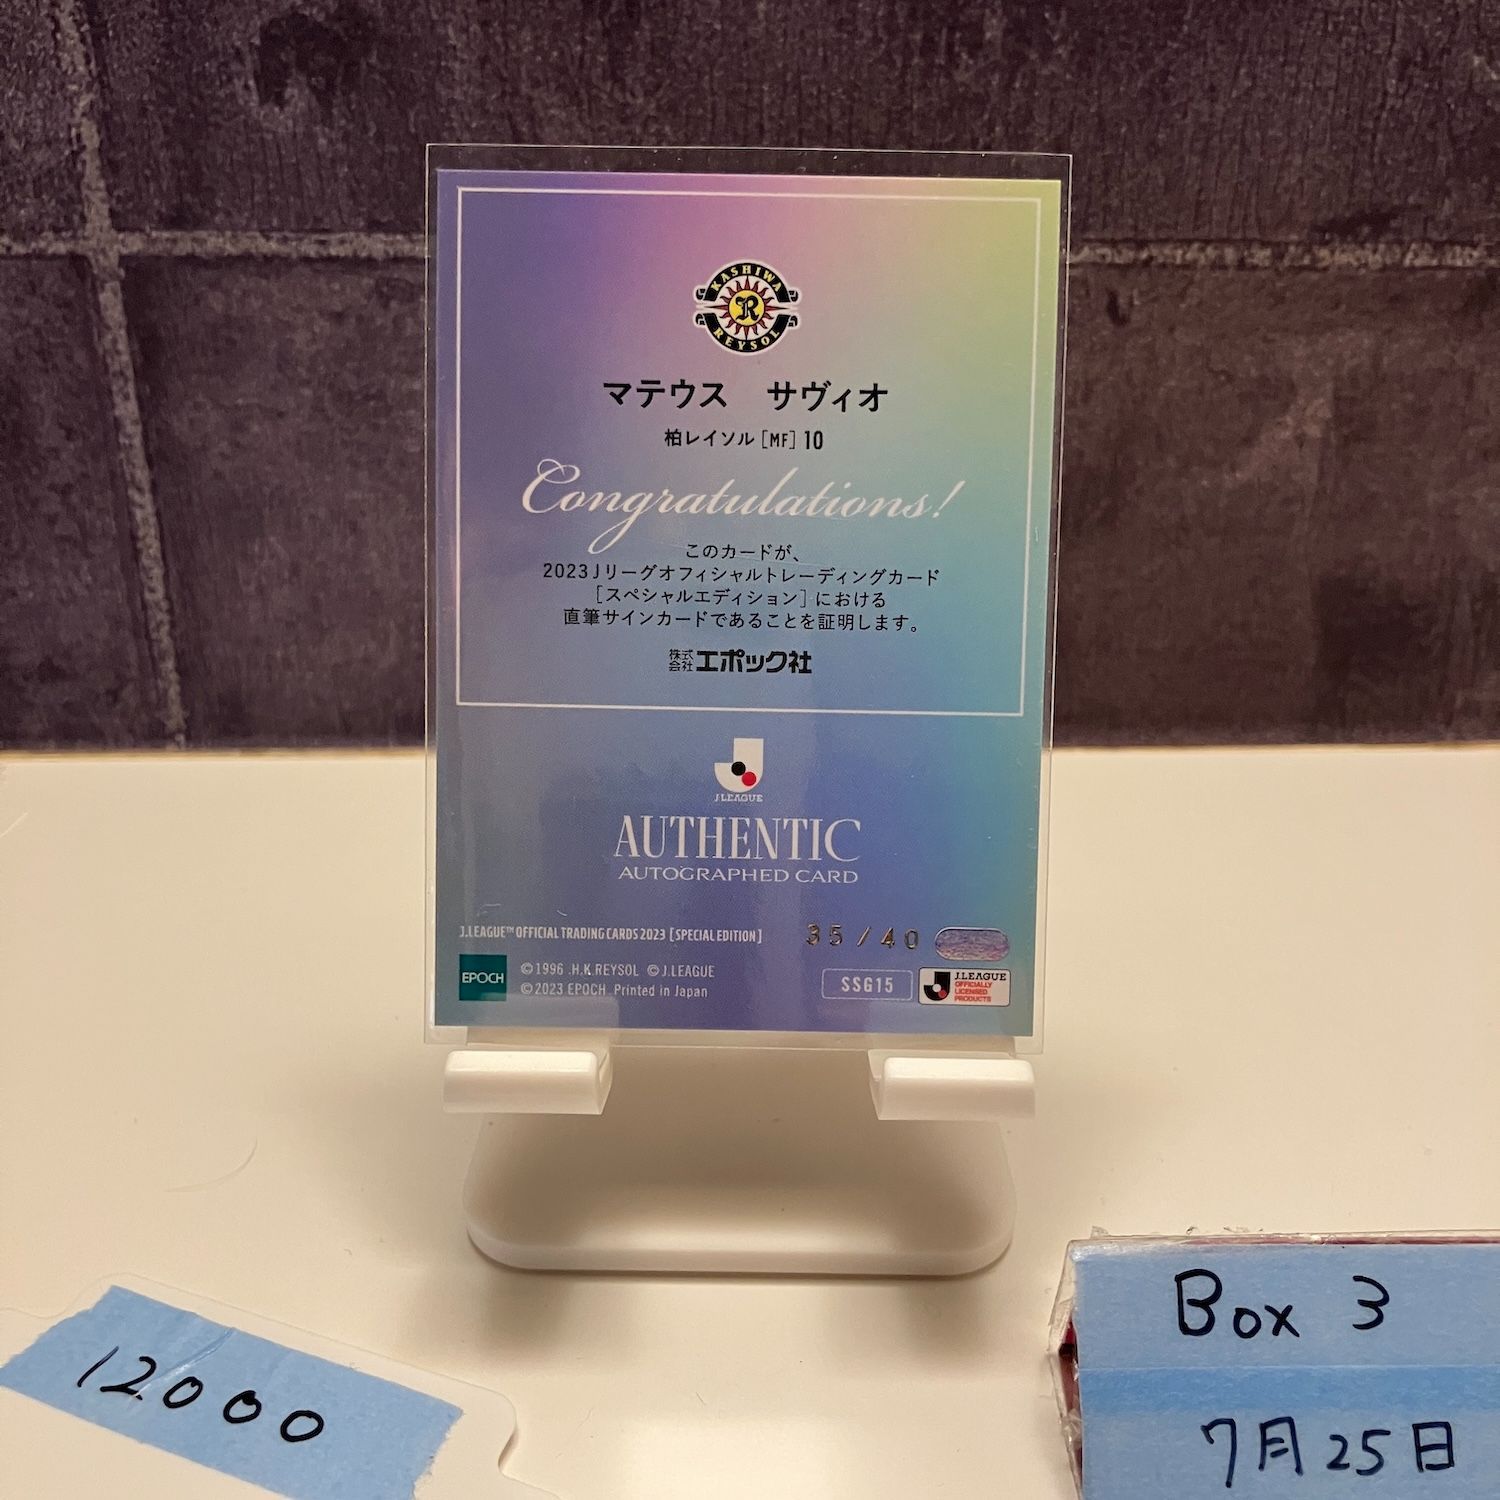 KASHIWA
R
REYSOL
マテウス サヴィオ
柏レイソル [MF] 10
Congratulations!
このカードが、
2023Jリーグオフィシャルトレーディングカード
[スペシャルエディション]における
直筆サインカードであることを証明します。
株式会社エポック社
J.LEAGUE
AUTHENTIC
AUTOGRAPHED CARD
J.LEAGUE™ OFFICIAL TRADING CARDS 2023 [SPECIAL EDITION]
35/40
EPOCH
©1996 .H.K.REYSOL ©J.LEAGUE
©2023 EPOCH Printed in Japan
SSG15
J.LEAGUE
OFFICIALLY
LICENSED
PRODUCTS
12000
Box 3
7月25日